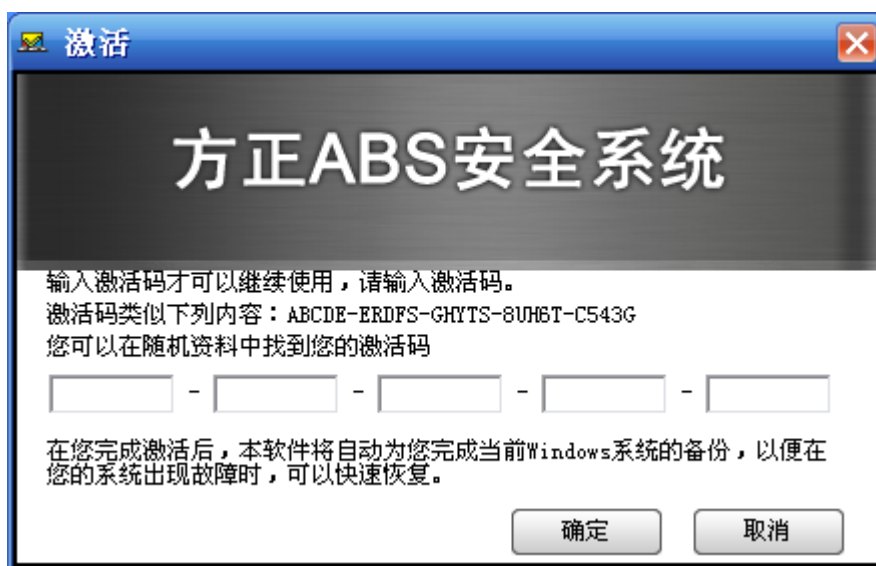 激活
方正ABS安全系统
输入激活码才可以继续使用，请输入激活码。
激活码类似下列内容：ABCDE-ERDFS-GHYTS-8UH6T-C543G
您可以在随机资料中找到您的激活码
- - - -
在您完成激活后，本软件将自动为您完成当前Windows系统的备份，以便在
您的系统出现故障时，可以快速恢复。
确定 取消